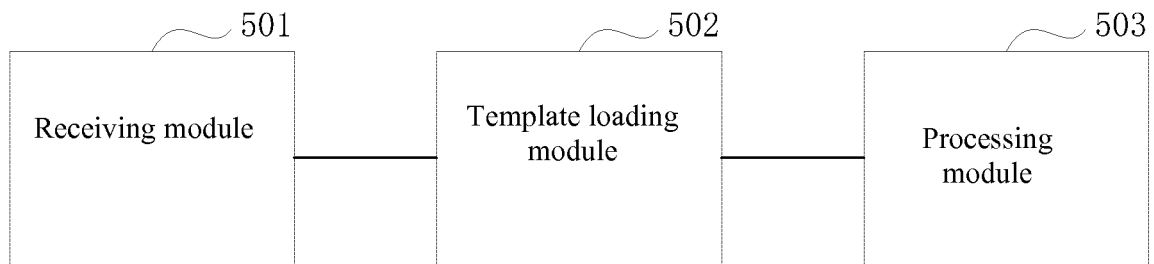 501
502
503
Receiving module
Template loading
module
Processing
module